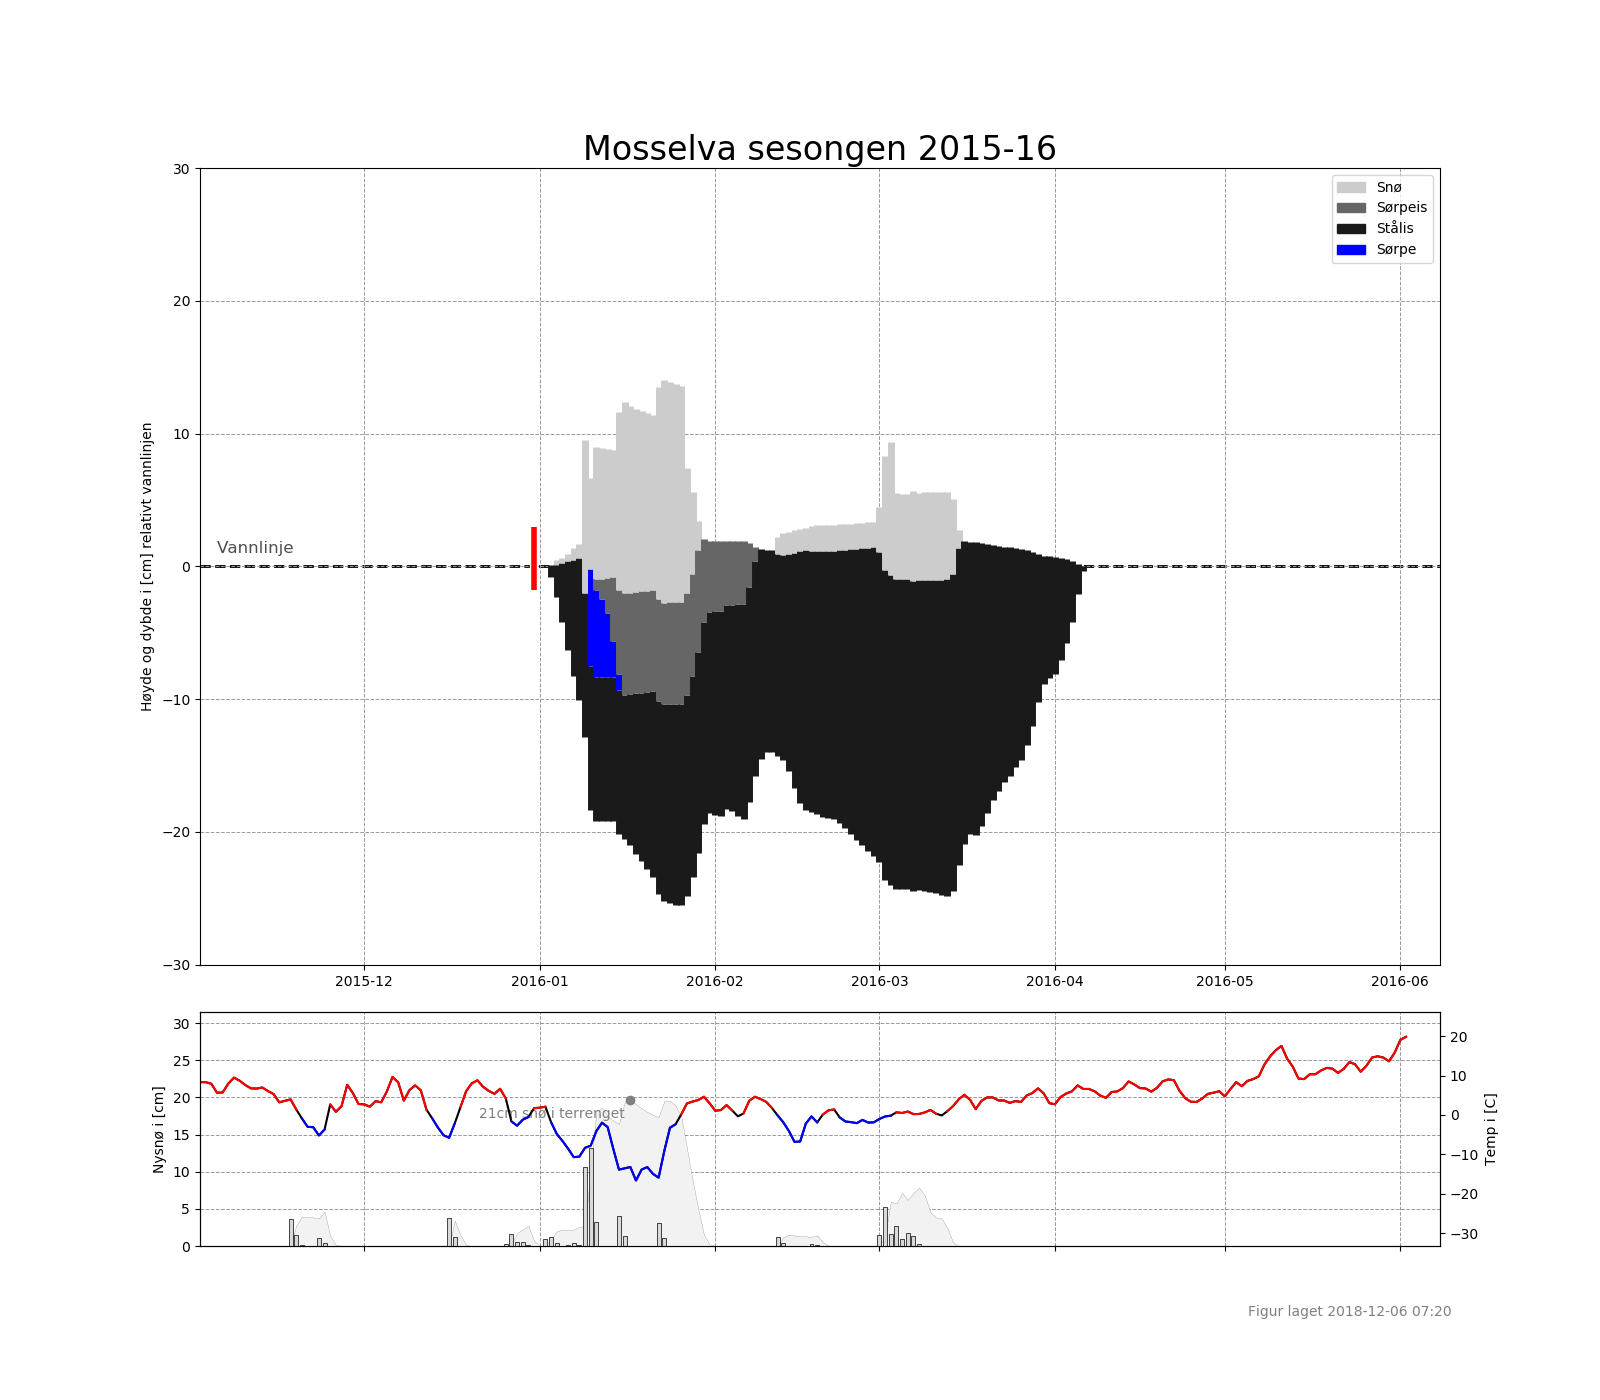 Mosselva sesongen 2015-16
Høyde og dybde i [cm] relativt vannlinjen
30
20
10
0
−10
−20
−30
Vannlinje
Snø
Sørpeis
Stålis
Sørpe
2015-12
2016-01
2016-02
2016-03
2016-04
2016-05
2016-06
Nysnø i [cm]
30
25
20
15
10
5
0
21cm snø i terrenget
20
10
0
−10
−20
−30
Temp i [C]
Figur laget 2018-12-06 07:20